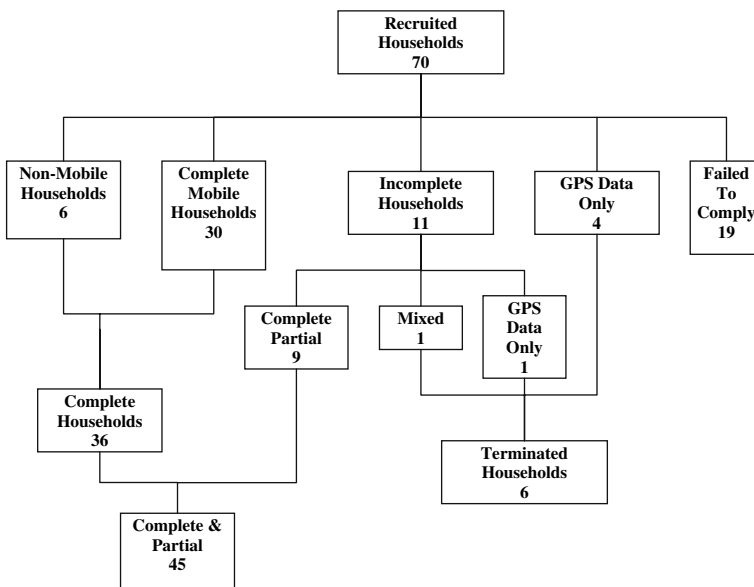 Recruited
Households
70
Non-Mobile
Households
6
Complete
Mobile
Households
30
Incomplete
Households
11
GPS Data
Only
4
Failed
To
Comply
19
Complete
Partial
9
Mixed
1
GPS
Data
Only
1
Complete
Households
36
Terminated
Households
6
Complete &
Partial
45